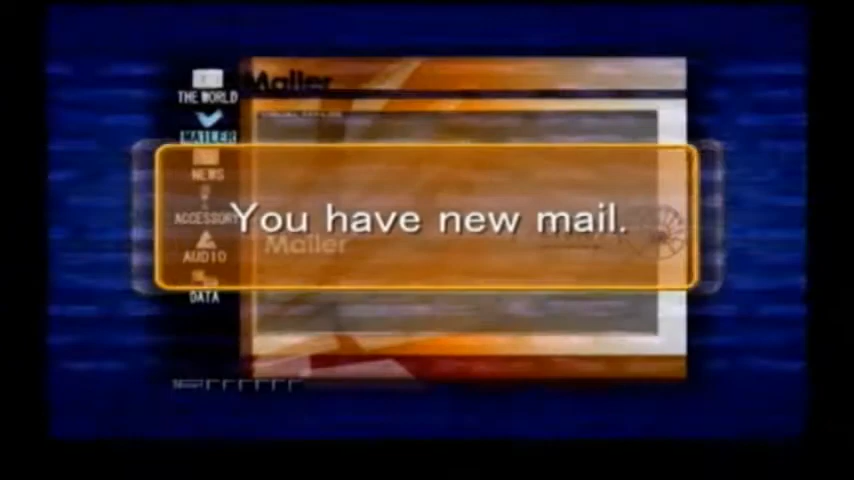 Mailer
THE WORLD
MAILER
NEWS
You have new mail.
ACCESSORY
Mailer
AUDIO
DATA